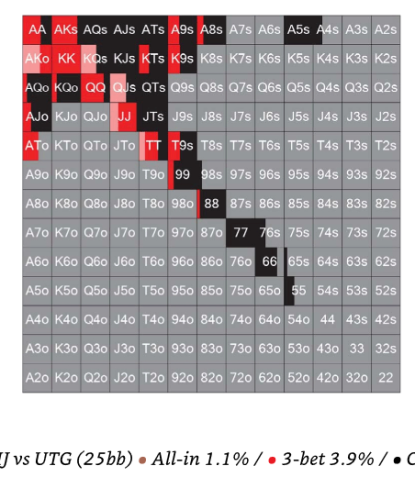 AA AKs AQs AJs ATs A9s A8s A7s A6s A5s A4s A3s A2s
AKo KK KQs KJs KTs K9s K8s K7s K6s K5s K4s K3s K2s
AQo KQo QQ QJs QTs Q9s Q8s Q7s Q6s Q5s Q4s Q3s Q2s
AJo KJo QJo JJ JTs J9s J8s J7s J6s J5s J4s J3s J2s
ATo KTo QTo JTo TT T9s T8s T7s T6s T5s T4s T3s T2s
A9o K9o Q9o J9o T9o 99 98s 97s 96s 95s 94s 93s 92s
A8o K8o Q8o J8o T8o 98o 88 87s 86s 85s 84s 83s 82s
A7o K7o Q7o J7o T7o 97o 87o 77 76s 75s 74s 73s 72s
A6o K6o Q6o J6o T6o 96o 86o 76o 66 65s 64s 63s 62s
A5o K5o Q5o J5o T5o 95o 85o 75o 65o 55 54s 53s 52s
A4o K4o Q4o J4o T4o 94o 84o 74o 64o 54o 44 43s 42s
A3o K3o Q3o J3o T3o 93o 83o 73o 63o 53o 43o 33 32s
A2o K2o Q2o J2o T2o 92o 82o 72o 62o 52o 42o 32o 22
J vs UTG (25bb) • All-in 1.1% / • 3-bet 3.9% / • C